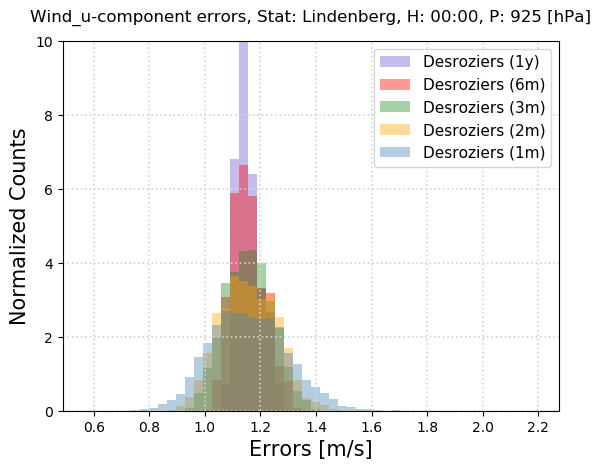 Wind_u-component errors, Stat: Lindenberg, H: 00:00, P: 925 [hPa]
10
8
6
4
2
0
Normalized Counts
Desroziers (1y)
Desroziers (6m)
Desroziers (3m)
Desroziers (2m)
Desroziers (1m)
0.6 0.8 1.0 1.2 1.4 1.6 1.8 2.0 2.2
Errors [m/s]